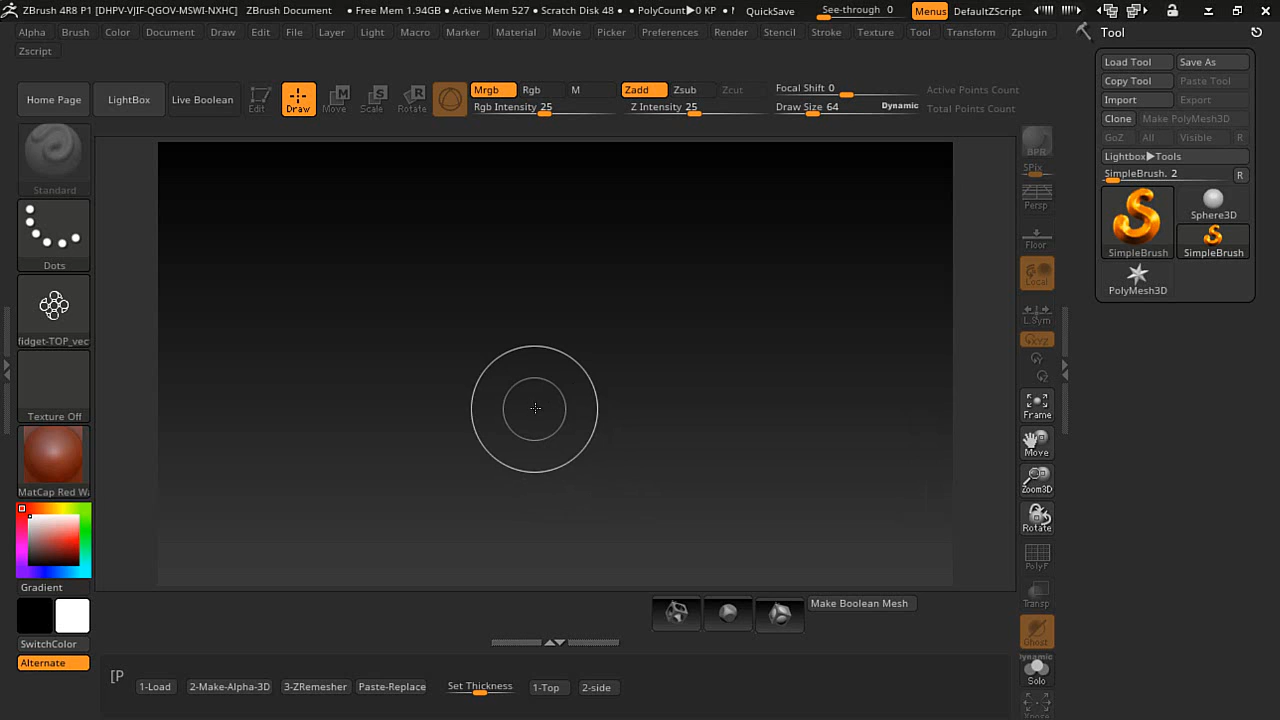 ZBrush 4R8 P1 [DHPV-VJIF-QGOV-MSWI-NXHC] ZBrush Document • Free Mem 1.94GB • Active Mem 527 • Scratch Disk 48 • PolyCount▶0 KP QuickSave See-through 0 Menus DefaultZScript
Alpha Brush Color Document Draw Edit File Layer Light Macro Marker Material Movie Picker Preferences Render Stencil Stroke Texture Tool Transform Zplugin
Zscript
Tool
Load Tool Save As
Copy Tool Paste Tool
Import Export
Clone Make PolyMesh3D
GoZ All Visible R
Lightbox▶Tools
SimpleBrush. 2 R
Sphere3D
SimpleBrush SimpleBrush
PolyMesh3D
Home Page LightBox Live Boolean Edit Draw Move Scale Rotate
Mrgb Rgb M
Rgb Intensity 25
Zadd Zsub Zcut
Z Intensity 25
Focal Shift 0
Draw Size 64 Dynamic
Active Points Count
Total Points Count
Standard
Dots
fidget-TOP_vec
Texture Off
MatCap Red W
Gradient
SwitchColor
Alternate
BPR
SPix
Persp
Floor
Local
L.Sym
XYZ
Frame
Move
Zoom3D
Rotate
PolyF
Transp
Ghost
Dynamic
Solo
Xpose
Make Boolean Mesh
[P 1-Load 2-Make-Alpha-3D 3-ZRemesher Paste-Replace Set Thickness 1-Top 2-side